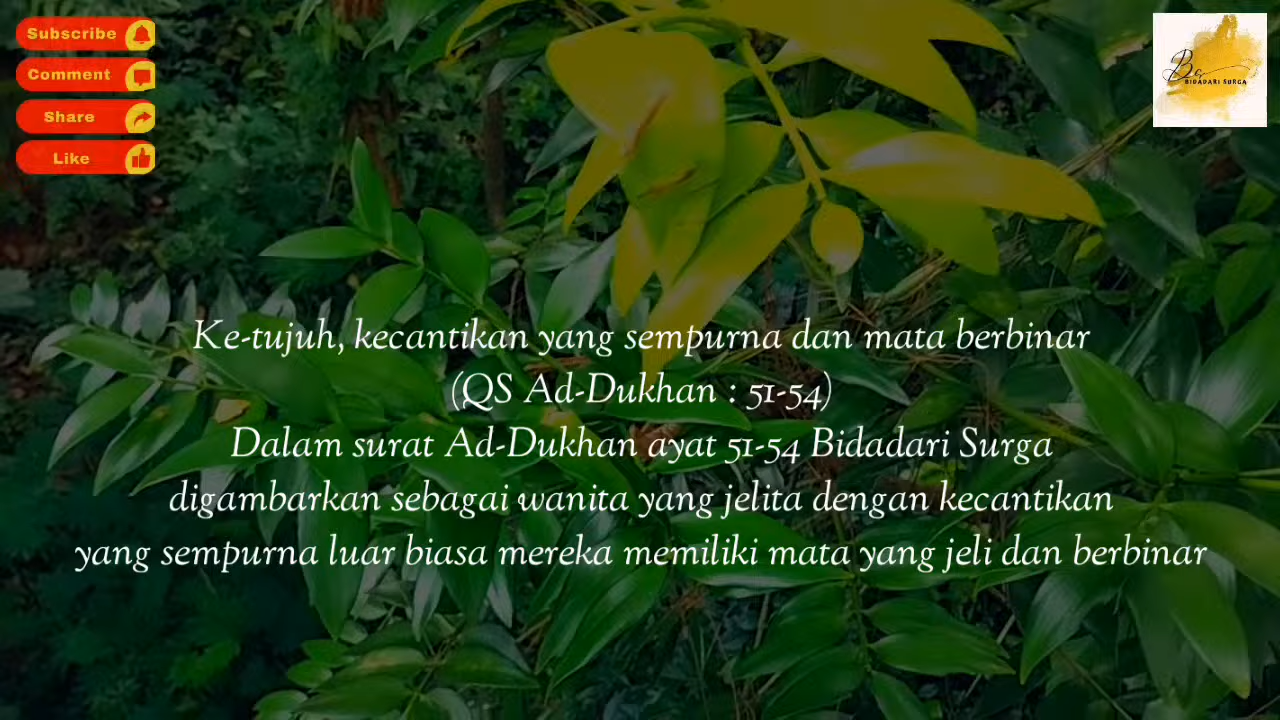 Subscribe
Comment
Share
Like
Bs
BIDADARI SURGA
Ke-tujuh, kecantikan yang sempurna dan mata berbinar
(QS Ad-Dukhan : 51-54)
Dalam surat Ad-Dukhan ayat 51-54 Bidadari Surga
digambarkan sebagai wanita yang jelita dengan kecantikan
yang sempurna luar biasa mereka memiliki mata yang jeli dan berbinar